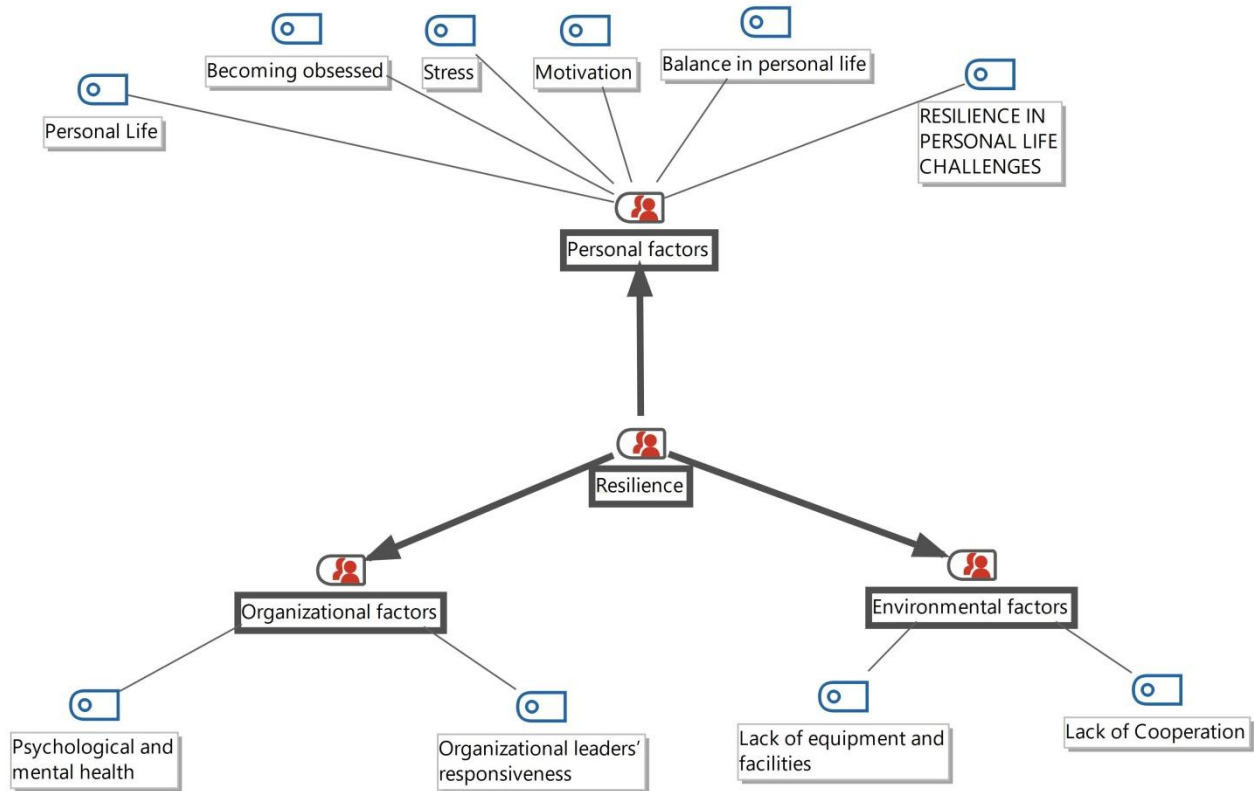 Becoming obsessed
Stress
Motivation
Balance in personal life
Personal Life
RESILIENCE IN
PERSONAL LIFE
CHALLENGES
Personal factors
Resilience
Organizational factors
Environmental factors
Psychological and
mental health
Organizational leaders’
responsiveness
Lack of equipment and
facilities
Lack of Cooperation